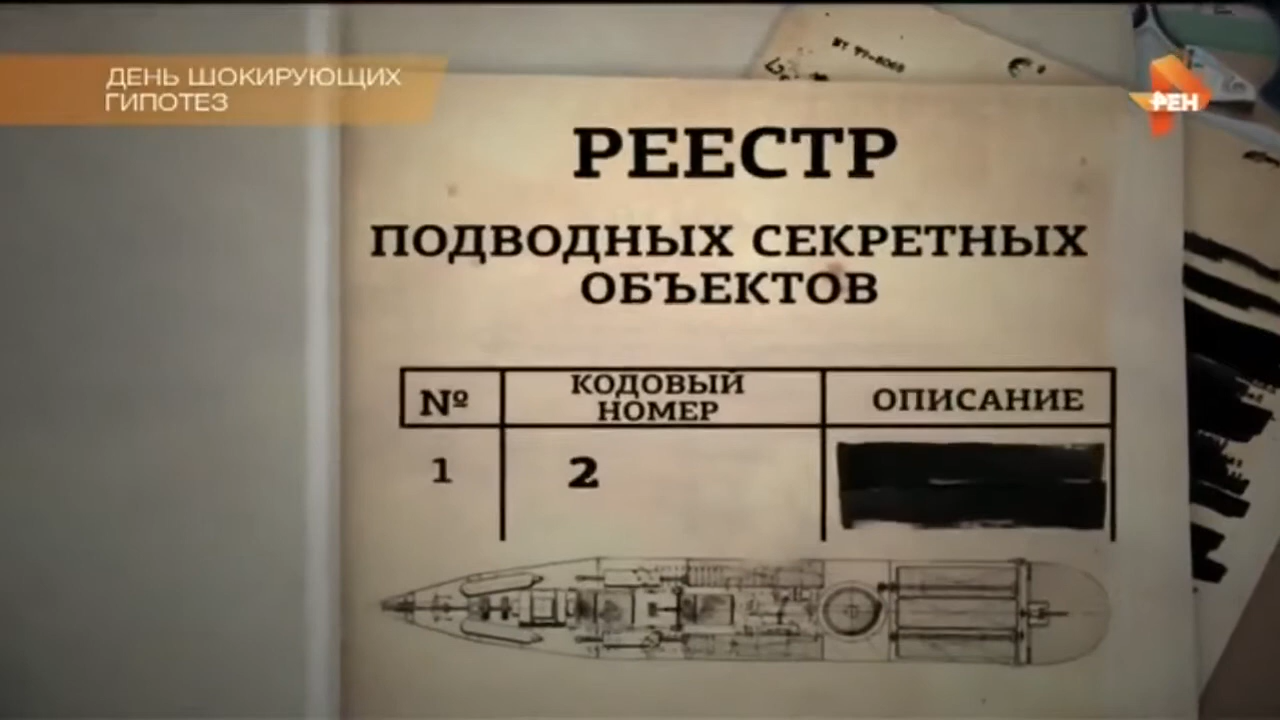 ДЕНЬ ШОКИРУЮЩИХ
ГИПОТЕЗ
РЕН
РЕЕСТР
ПОДВОДНЫХ СЕКРЕТНЫХ
ОБЪЕКТОВ
№
КОДОВЫЙ
НОМЕР
ОПИСАНИЕ
1
2